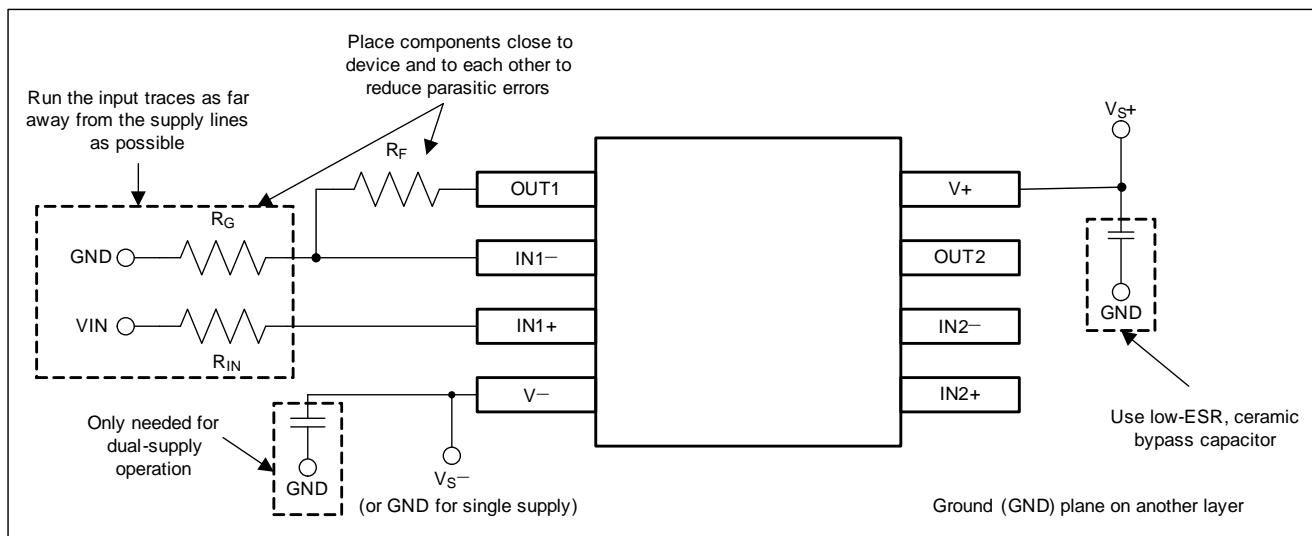 Place components close to
device and to each other to
reduce parasitic errors
Run the input traces as far
away from the supply lines
as possible
VS+
RF
OUT1
V+
RG
GND
IN1−
OUT2
GND
VIN
IN1+
IN2−
RIN
V−
IN2+
Only needed for
dual-supply
operation
Use low-ESR, ceramic
bypass capacitor
GND
VS−
(or GND for single supply)
Ground (GND) plane on another layer